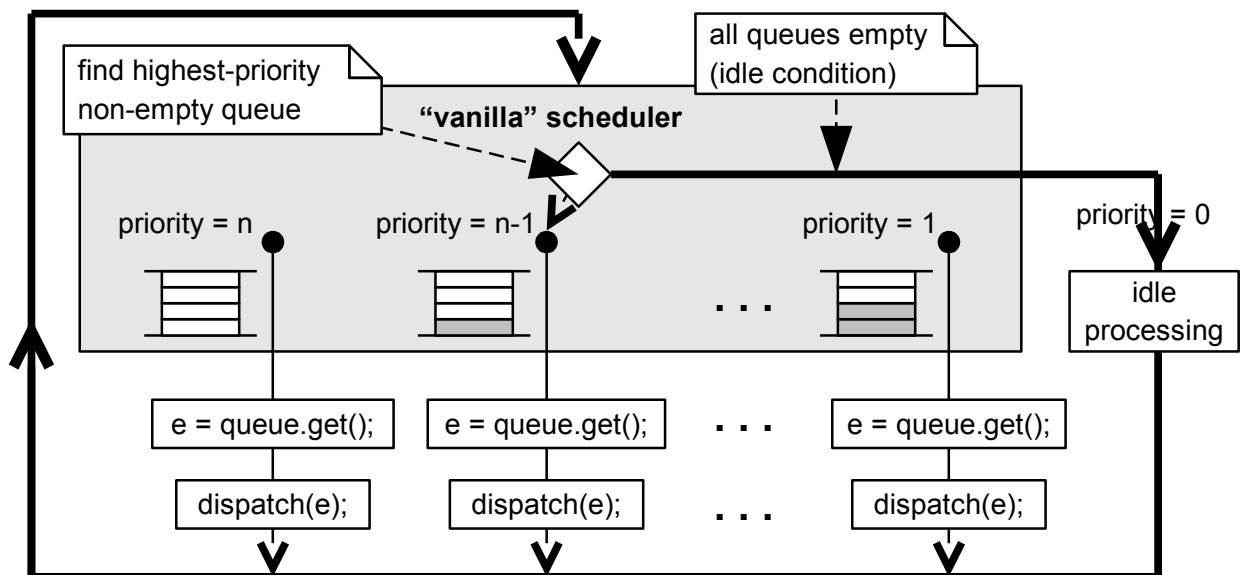 find highest-priority
non-empty queue
all queues empty
(idle condition)
“vanilla” scheduler
priority = n
priority = n-1
priority = 1
priority = 0
. . .
idle
processing
e = queue.get();
e = queue.get();
. . .
e = queue.get();
dispatch(e);
dispatch(e);
. . .
dispatch(e);